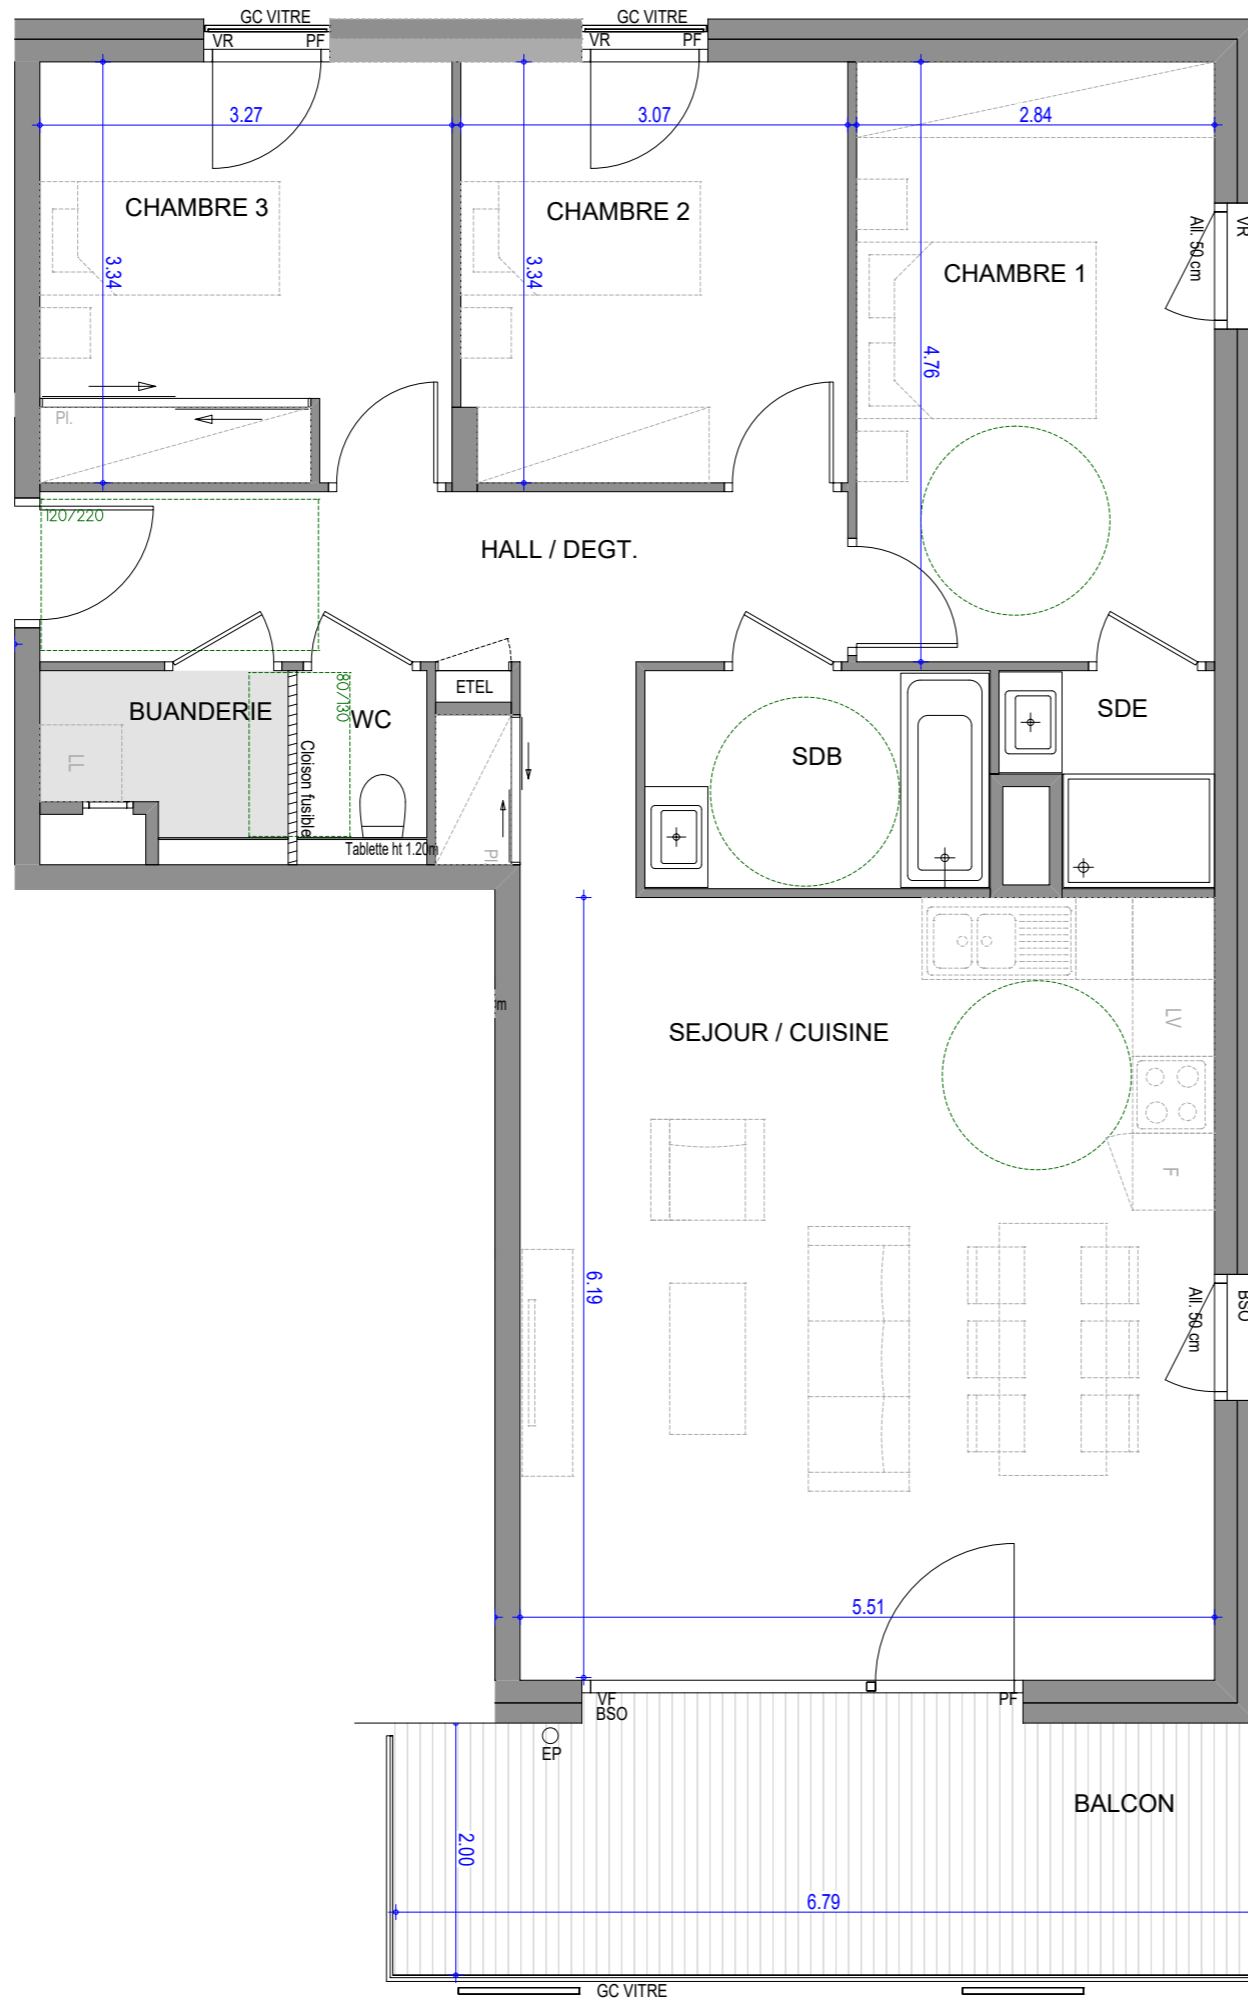 GC VITRE
GC VITRE
VR
PF
VR
PF
3.27
3.07
2.84
CHAMBRE 3
CHAMBRE 2
CHAMBRE 1
VR
All. 50 cm
3.34
3.34
4.76
Pl.
120/220
HALL / DEGT.
BUANDERIE
80/130
WC
ETEL
SDB
SDE
LL
Cloison fusible
Tablette ht 1.20m
Pl
m
SEJOUR / CUISINE
LV
F
6.19
All. 50 cm
BSO
5.51
VF
BSO
PF
EP
BALCON
2.00
6.79
GC VITRE